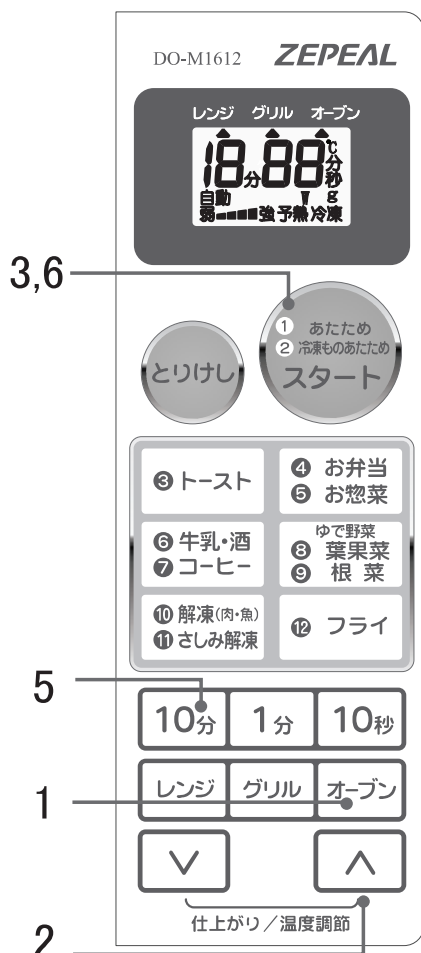 DO-M1612 ZEPEAL
レンジ グリル オーブン
18分88℃分秒g
自動
弱 強 予熱 冷凍
3,6
① あたため
② 冷凍ものあたため
スタート
とりけし
❸ トースト
❹ お弁当
❺ お惣菜
❻ 牛乳・酒
❼ コーヒー
ゆで野菜
❽ 葉果菜
❾ 根 菜
❿ 解凍(肉・魚)
⓫ さしみ解凍
⓬ フライ
5
10分 1分 10秒
1
レンジ グリル オーブン
仕上がり/温度調節
2